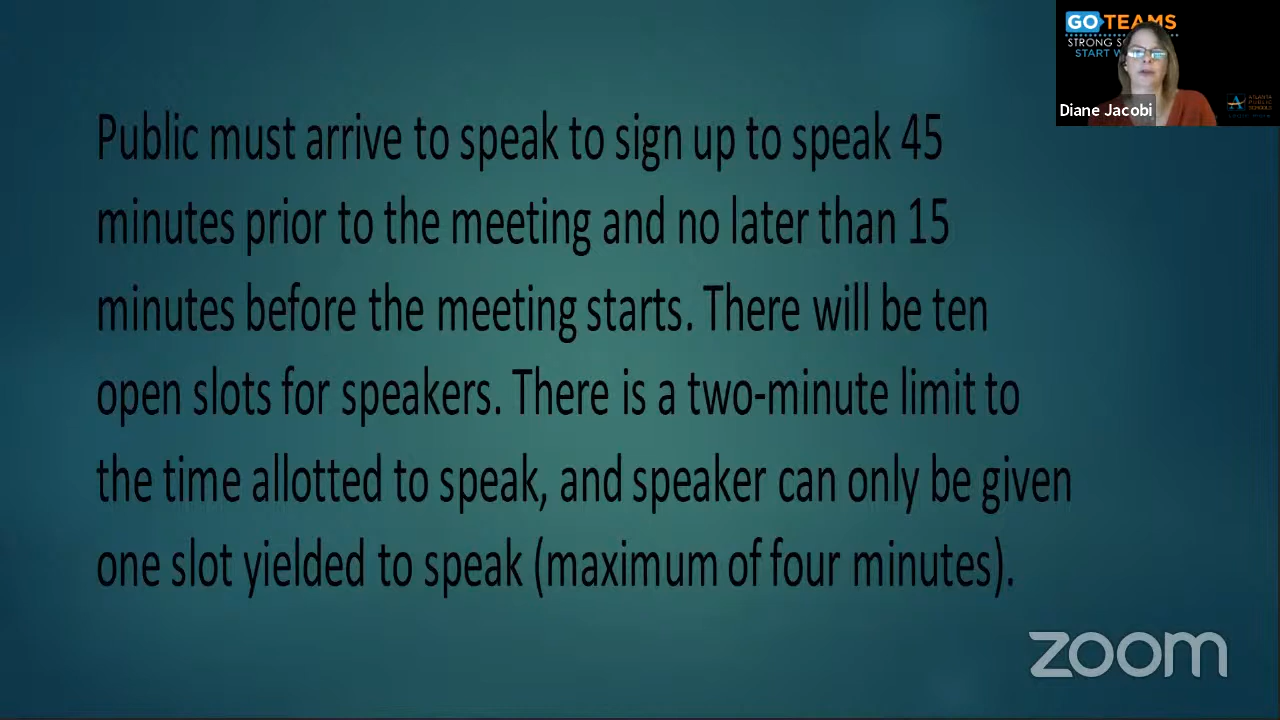 GO TEAMS
STRONG
START W
Diane Jacobi
ATLANTA
PUBLIC
SCHOOLS
Public must arrive to speak to sign up to speak 45
minutes prior to the meeting and no later than 15
minutes before the meeting starts. There will be ten
open slots for speakers. There is a two-minute limit to
the time allotted to speak, and speaker can only be given
one slot yielded to speak (maximum of four minutes).
zoom